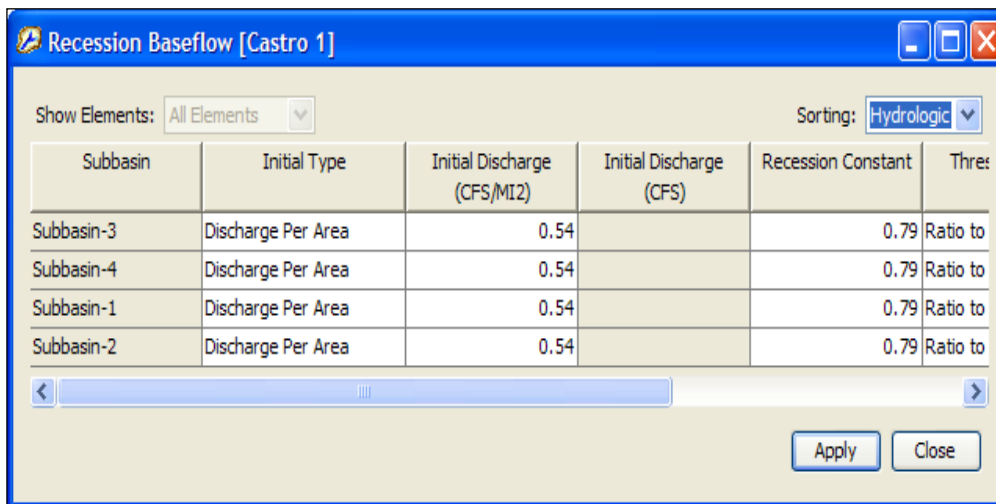 Recession Baseflow [Castro 1]
Show Elements: All Elements Sorting: Hydrologic
Subbasin Initial Type Initial Discharge (CFS/MI2) Initial Discharge (CFS) Recession Constant Thres
Subbasin-3 Discharge Per Area 0.54 0.79 Ratio to
Subbasin-4 Discharge Per Area 0.54 0.79 Ratio to
Subbasin-1 Discharge Per Area 0.54 0.79 Ratio to
Subbasin-2 Discharge Per Area 0.54 0.79 Ratio to
Apply Close